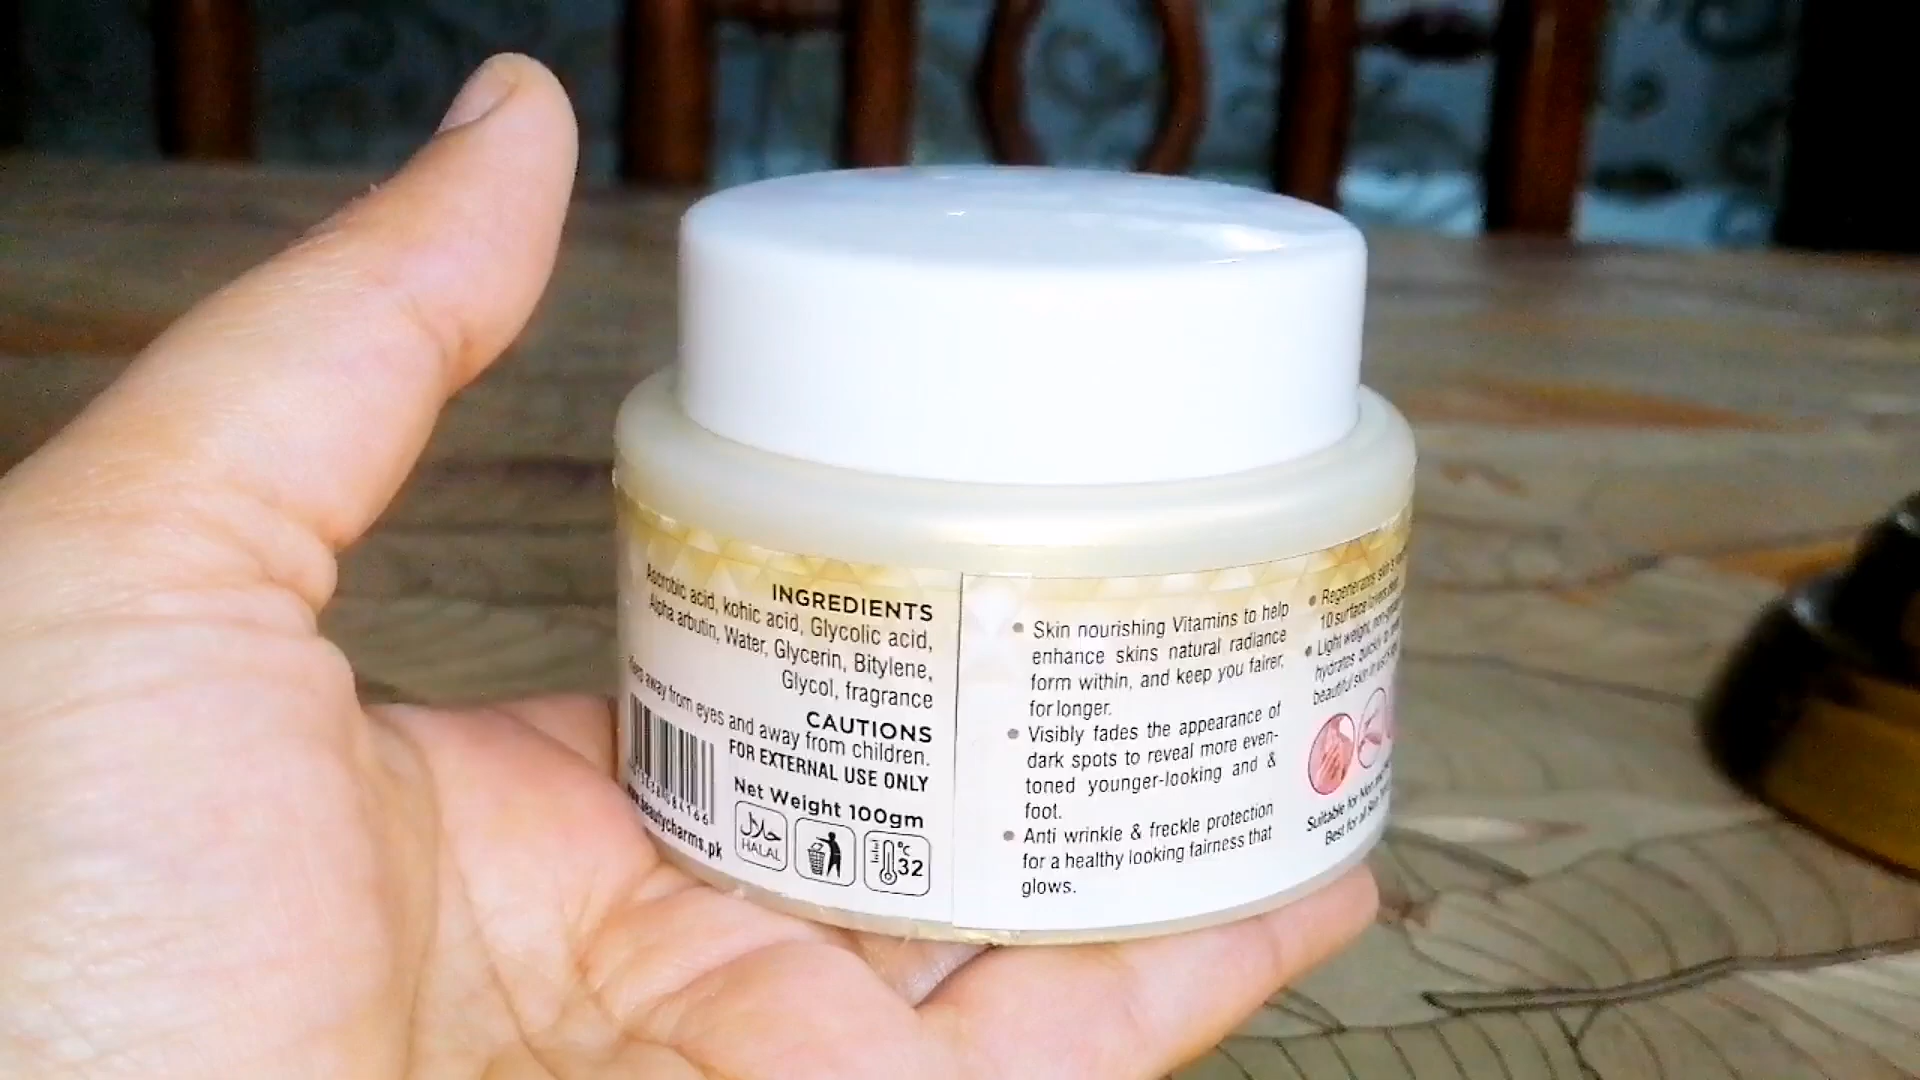 INGREDIENTS
Ascrobic acid, kohic acid, Glycolic acid,
Alpha arbutin, Water, Glycerin, Bitylene,
Glycol, fragrance
CAUTIONS
Keep away from eyes and away from children.
FOR EXTERNAL USE ONLY
Net Weight 100gm
حلال
HALAL
°C
32
www.beautycharms.pk
Skin nourishing Vitamins to help
enhance skins natural radiance
form within, and keep you fairer,
for longer.
Visibly fades the appearance of
dark spots to reveal more even-
toned younger-looking and &
foot.
Anti wrinkle & freckle protection
for a healthy looking fairness that
glows.
Regenerates skin's
10 surface layers
Light weight,
hydrates quickly
beautiful skin
Suitable for Men
Best for all Skin